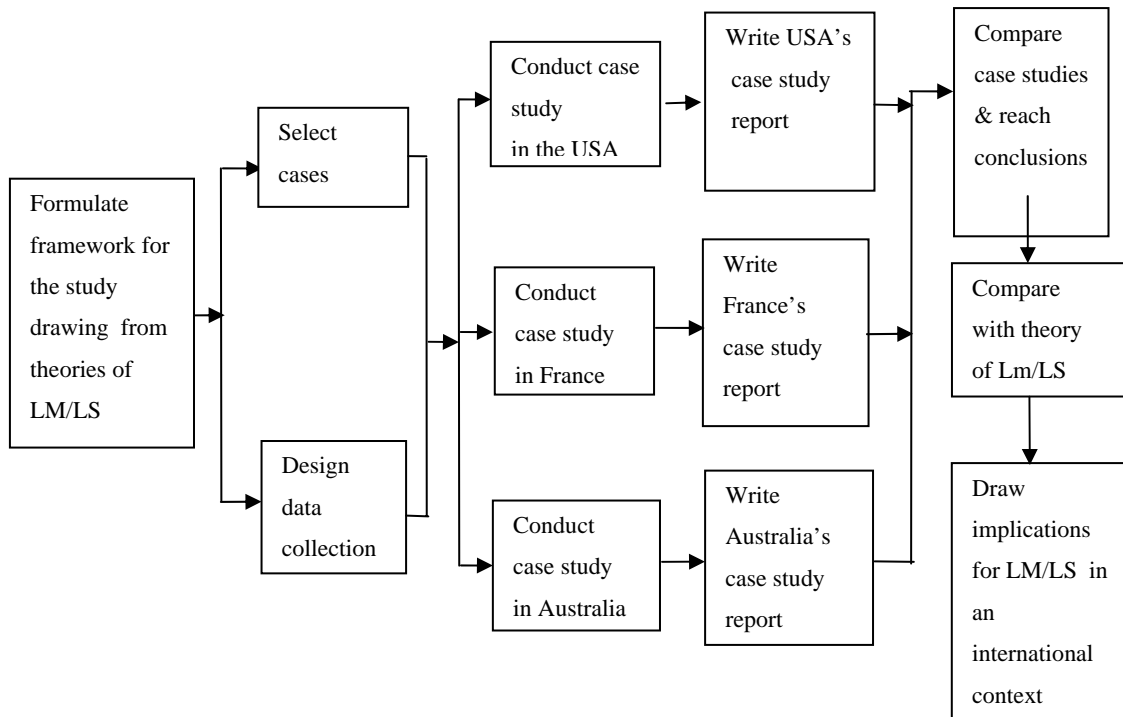 Formulate
framework for
the study
drawing from
theories of
LM/LS
Select
cases
Design
data
collection
Conduct case
study
in the USA
Write USA’s
case study
report
Conduct
case study
in France
Write
France’s
case study
report
Conduct
case study
in Australia
Write
Australia’s
case study
report
Compare
case studies
& reach
conclusions
Compare
with theory
of Lm/LS
Draw
implications
for LM/LS in
an
international
context